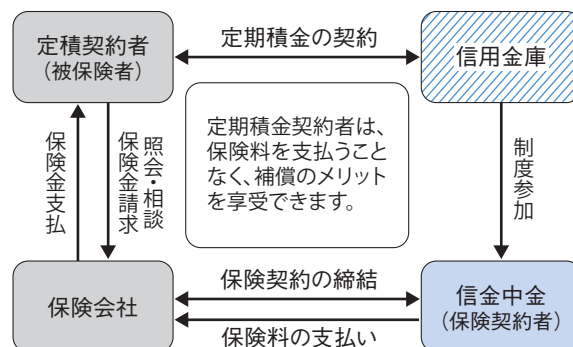 定積契約者
（被保険者）
定期積金の契約
信用金庫
定期積金契約者は、
保険料を支払うこと
なく、補償のメリット
を享受できます。
保険金支払
照会・相談
保険金請求
制度参加
保険会社
保険契約の締結
保険料の支払い
信金中金
（保険契約者）